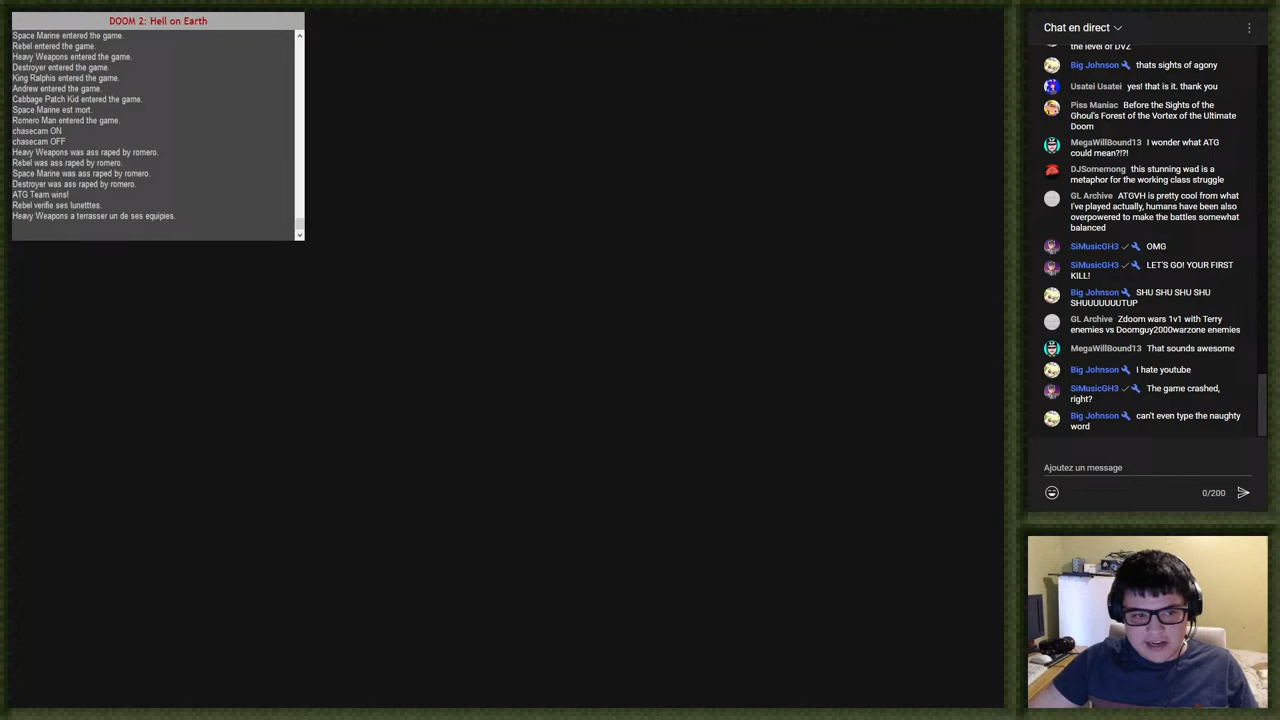 DOOM 2: Hell on Earth
Space Marine entered the game.
Rebel entered the game.
Heavy Weapons entered the game.
Destroyer entered the game.
King Ralphis entered the game.
Andrew entered the game.
Cabbage Patch Kid entered the game.
Space Marine est mort.
Romero Man entered the game.
chasecam ON
chasecam OFF
Heavy Weapons was ass raped by romero.
Rebel was ass raped by romero.
Space Marine was ass raped by romero.
Destroyer was ass raped by romero.
ATG Team wins!
Rebel verifie ses lunetttes.
Heavy Weapons a terrasser un de ses equipies.
Chat en direct
the level of DVZ
Big Johnson thats sights of agony
Usatei Usatei yes! that is it. thank you
Piss Maniac Before the Sights of the
Ghoul's Forest of the Vortex of the Ultimate
Doom
MegaWillBound13 I wonder what ATG
could mean?!?!
DJSomemong this stunning wad is a
metaphor for the working class struggle
GL Archive ATGVH is pretty cool from what
I've played actually, humans have been also
overpowered to make the battles somewhat
balanced
SiMusicGH3 OMG
SiMusicGH3 LET'S GO! YOUR FIRST
KILL!
Big Johnson SHU SHU SHU SHU
SHUUUUUUTUP
GL Archive Zdoom wars 1v1 with Terry
enemies vs Doomguy2000warzone enemies
MegaWillBound13 That sounds awesome
Big Johnson I hate youtube
SiMusicGH3 The game crashed,
right?
Big Johnson can't even type the naughty
word
Ajoutez un message
0/200